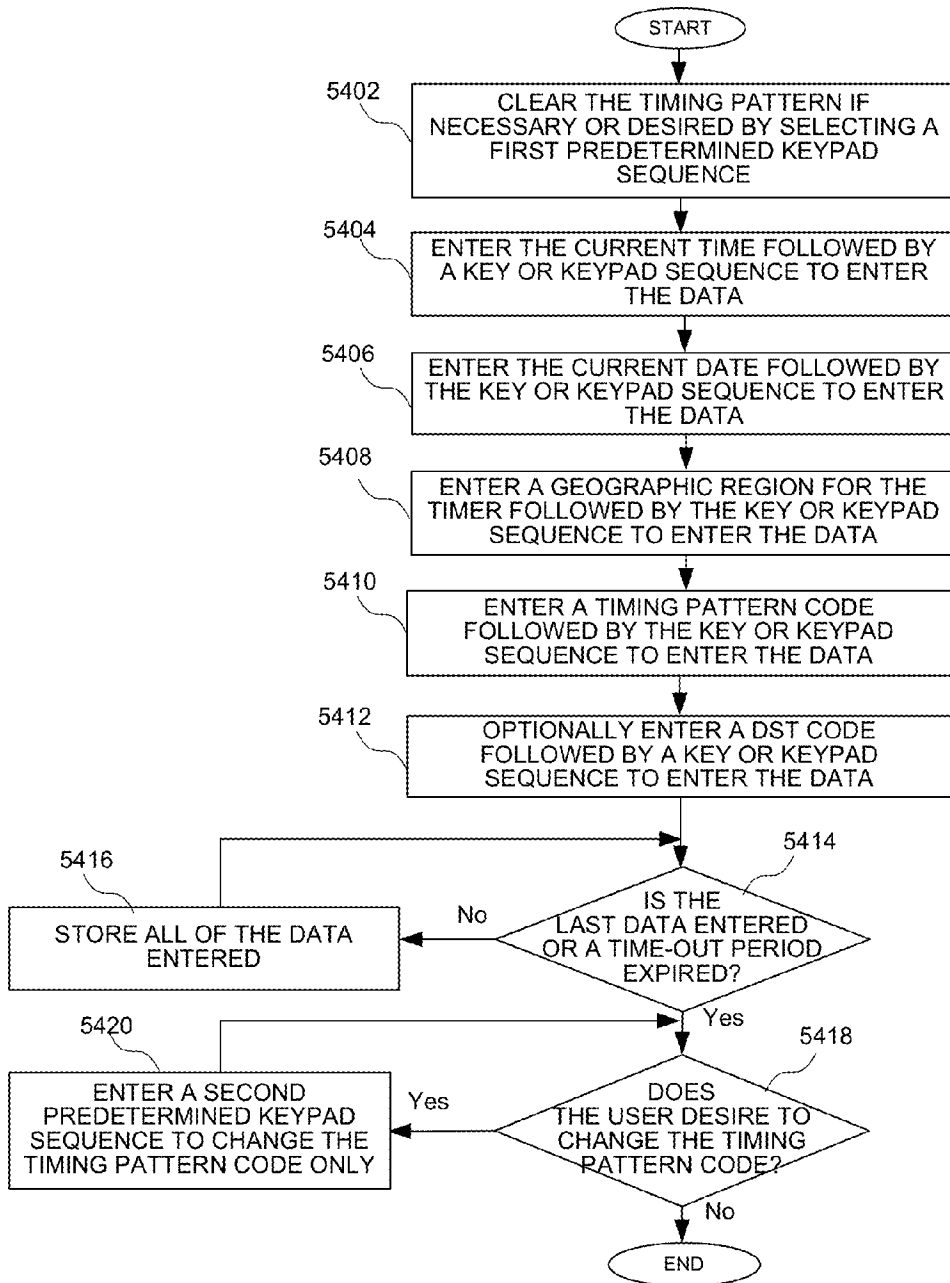 START
5402
CLEAR THE TIMING PATTERN IF
NECESSARY OR DESIRED BY SELECTING A
FIRST PREDETERMINED KEYPAD
SEQUENCE
5404
ENTER THE CURRENT TIME FOLLOWED BY
A KEY OR KEYPAD SEQUENCE TO ENTER
THE DATA
5406
ENTER THE CURRENT DATE FOLLOWED BY
THE KEY OR KEYPAD SEQUENCE TO ENTER
THE DATA
5408
ENTER A GEOGRAPHIC REGION FOR THE
TIMER FOLLOWED BY THE KEY OR KEYPAD
SEQUENCE TO ENTER THE DATA
5410
ENTER A TIMING PATTERN CODE
FOLLOWED BY THE KEY OR KEYPAD
SEQUENCE TO ENTER THE DATA
5412
OPTIONALLY ENTER A DST CODE
FOLLOWED BY A KEY OR KEYPAD
SEQUENCE TO ENTER THE DATA
5414
IS THE
LAST DATA ENTERED
OR A TIME-OUT PERIOD
EXPIRED?
No
5416
STORE ALL OF THE DATA
ENTERED
Yes
5418
DOES
THE USER DESIRE TO
CHANGE THE TIMING
PATTERN CODE?
Yes
5420
ENTER A SECOND
PREDETERMINED KEYPAD
SEQUENCE TO CHANGE THE
TIMING PATTERN CODE ONLY
No
END